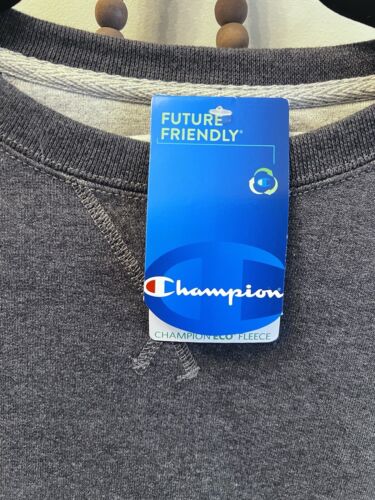 FUTURE
FRIENDLY®
Champion
CHAMPION ECO FLEECE